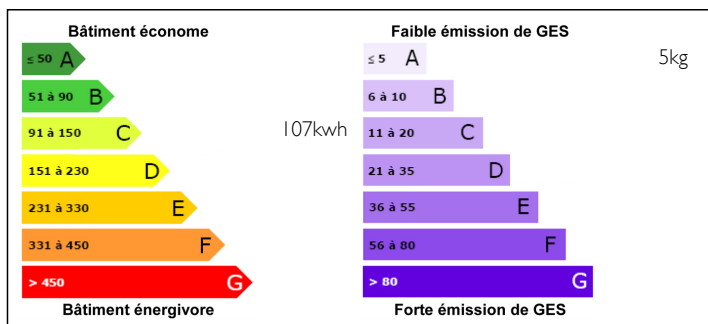 Bâtiment économe
≤ 50 A
51 à 90 B
91 à 150 C
107kwh
151 à 230 D
231 à 330 E
331 à 450 F
> 450 G
Bâtiment énergivore
Faible émission de GES
≤ 5 A
5kg
6 à 10 B
11 à 20 C
21 à 35 D
36 à 55 E
56 à 80 F
> 80 G
Forte émission de GES